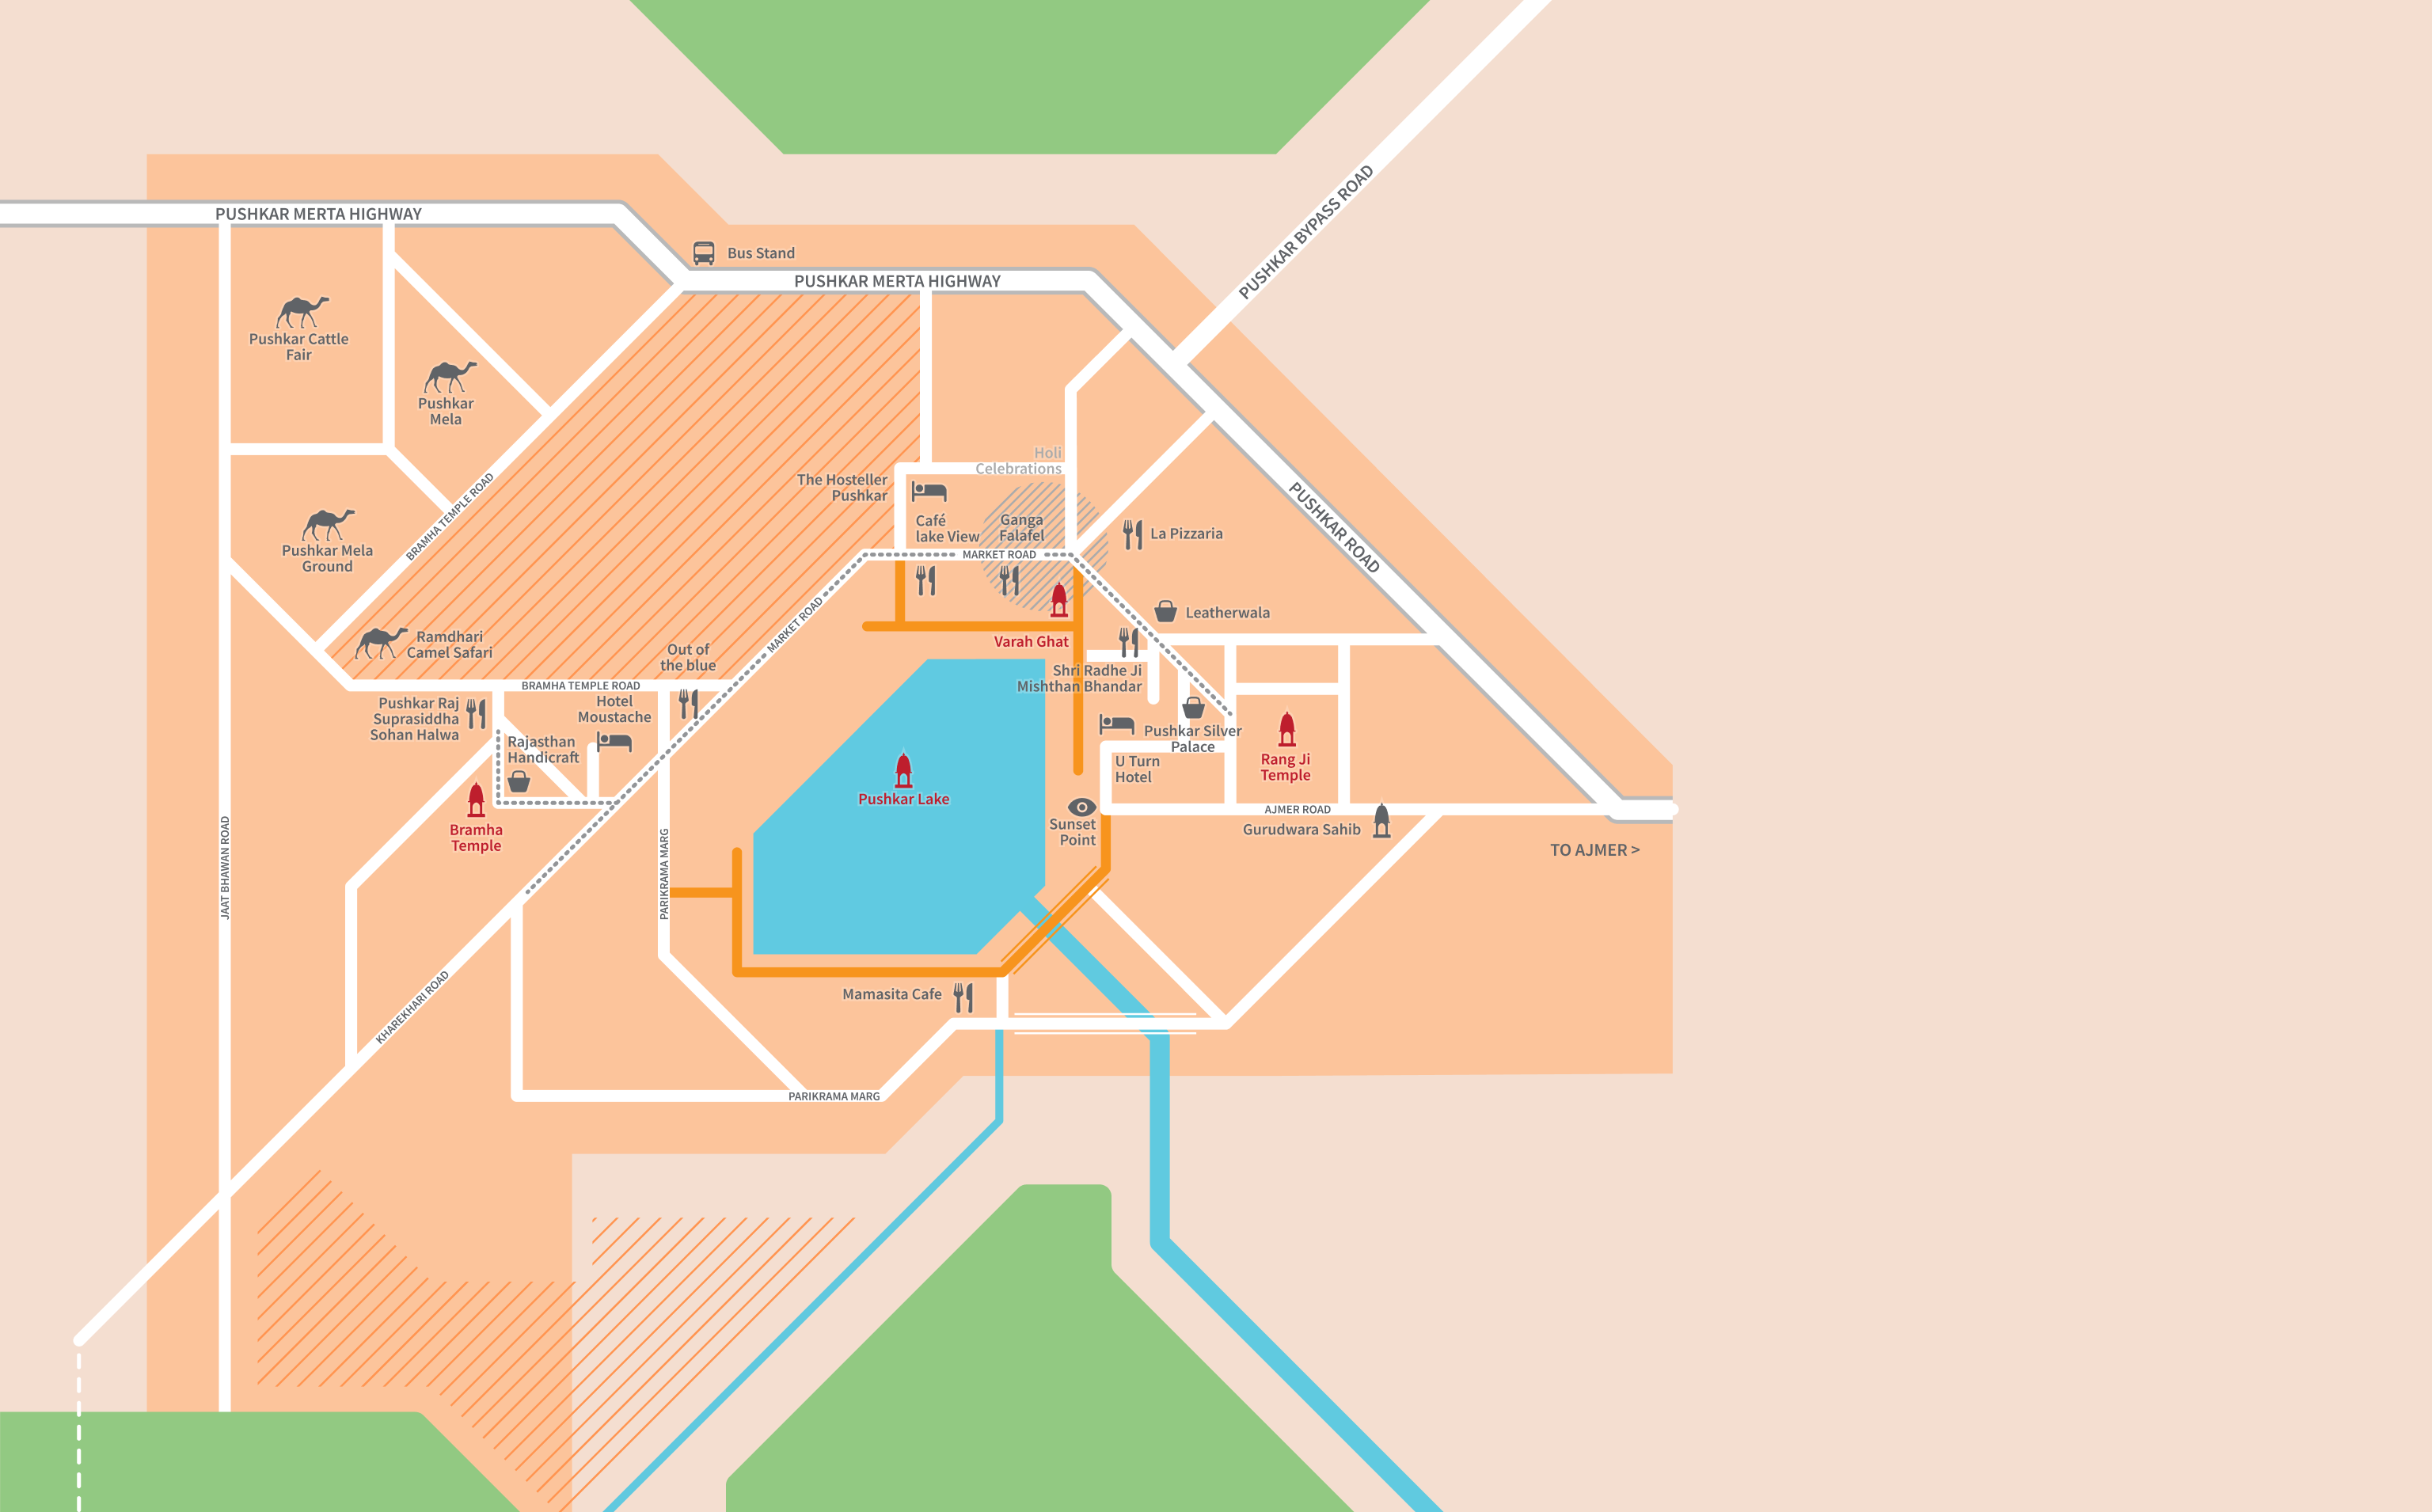 PUSHKAR BYPASS ROAD
PUSHKAR MERTA HIGHWAY
Bus Stand
PUSHKAR MERTA HIGHWAY
Pushkar Cattle
Fair
Pushkar
Mela
Holi
Celebrations
The Hosteller
Pushkar
PUSHKAR ROAD
BRAMHA TEMPLE ROAD
Café
lake View
Ganga
Falafel
La Pizzaria
Pushkar Mela
Ground
MARKET ROAD
Leatherwala
MARKET ROAD
Ramdhari
Camel Safari
Varah Ghat
Out of
the blue
Shri Radhe Ji
Mishthan Bhandar
BRAMHA TEMPLE ROAD
Pushkar Raj
Suprasiddha
Sohan Halwa
Hotel
Moustache
Pushkar Silver
Palace
Rajasthan
Handicraft
U Turn
Hotel
Rang Ji
Temple
Pushkar Lake
AJMER ROAD
Sunset
Point
Gurudwara Sahib
Bramha
Temple
TO AJMER >
JAAT BHAWAN ROAD
PARIKRAMA MARG
Mamasita Cafe
KHAREKHARI ROAD
PARIKRAMA MARG